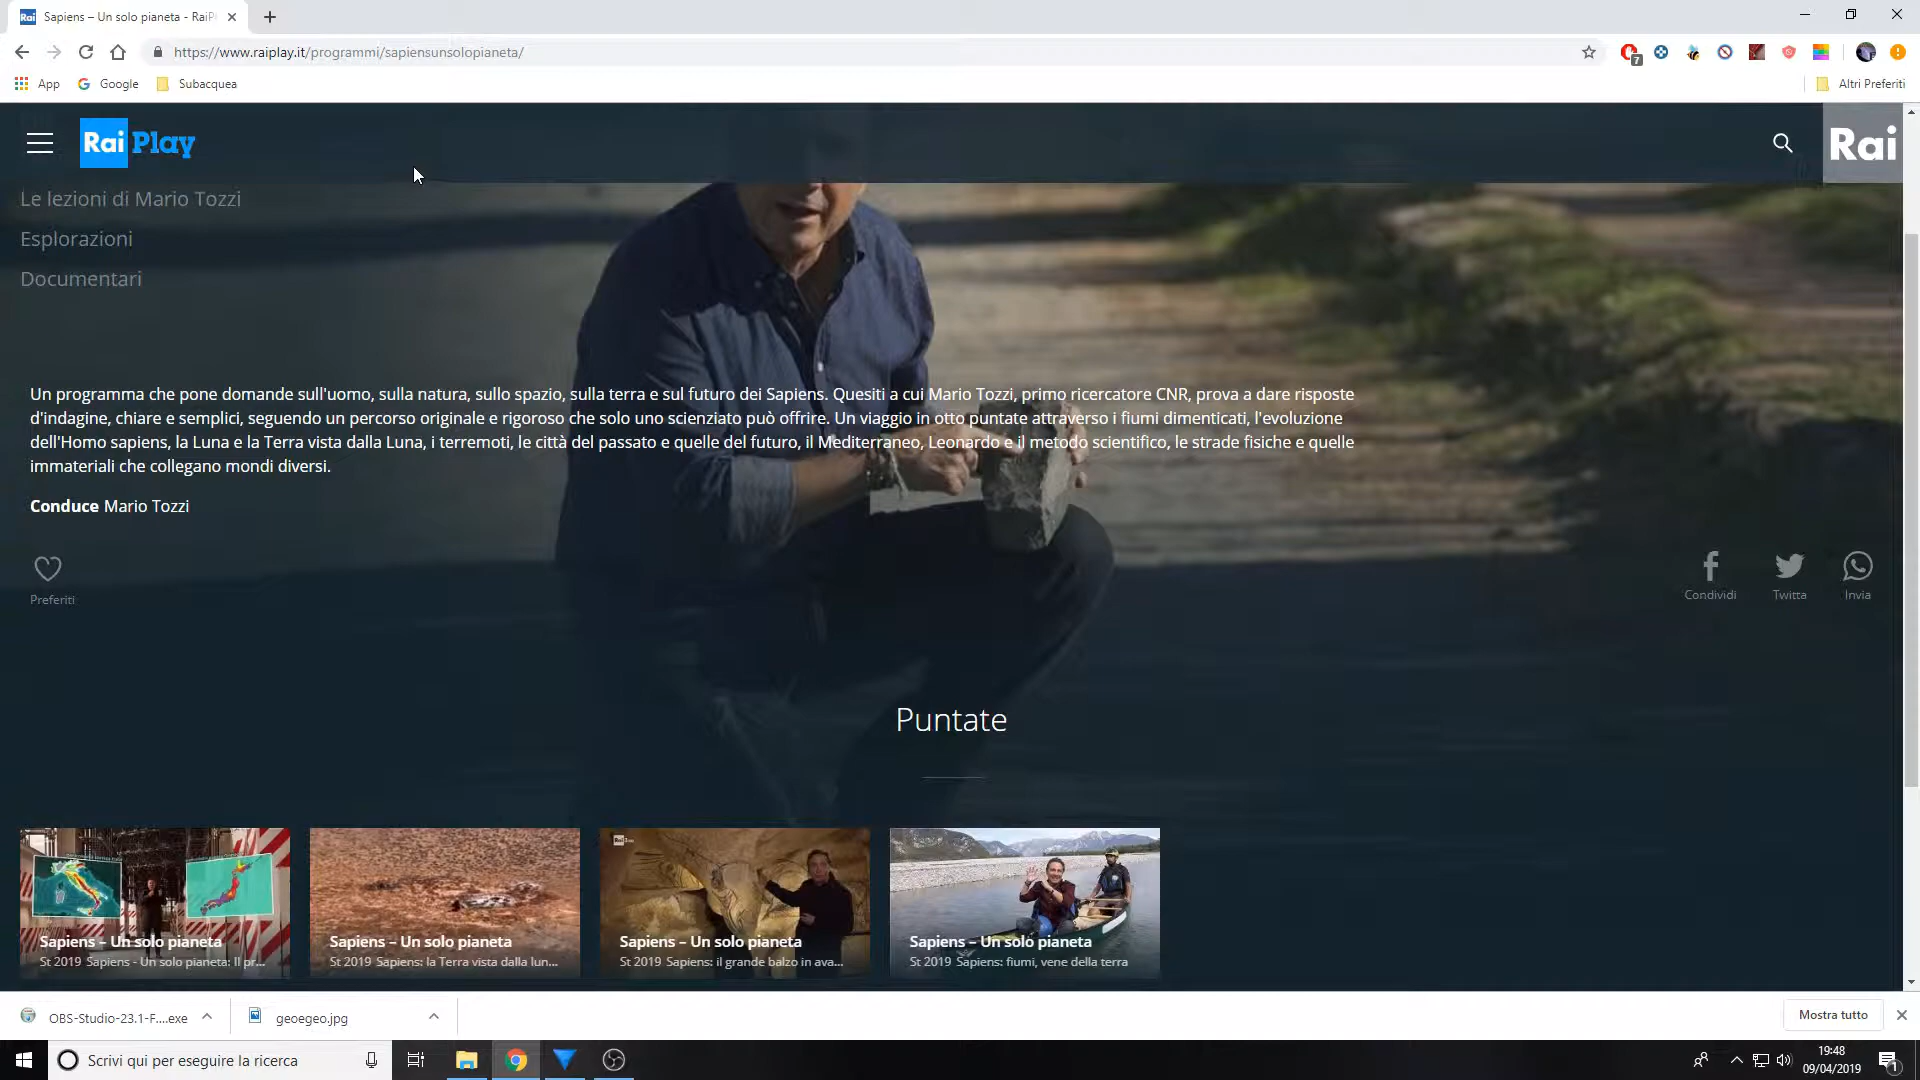 Sapiens – Un solo pianeta - RaiPl
https://www.raiplay.it/programmi/sapiensunsolopianeta/
7
App
Google
Subacquea
Altri Preferiti
Rai Play
Rai
Le lezioni di Mario Tozzi
Esplorazioni
Documentari
Un programma che pone domande sull'uomo, sulla natura, sullo spazio, sulla terra e sul futuro dei Sapiens. Quesiti a cui Mario Tozzi, primo ricercatore CNR, prova a dare risposte
d'indagine, chiare e semplici, seguendo un percorso originale e rigoroso che solo uno scienziato può offrire. Un viaggio in otto puntate attraverso i fiumi dimenticati, l'evoluzione
dell'Homo sapiens, la Luna e la Terra vista dalla Luna, i terremoti, le città del passato e quelle del futuro, il Mediterraneo, Leonardo e il metodo scientifico, le strade fisiche e quelle
immateriali che collegano mondi diversi.
Conduce Mario Tozzi
Preferiti
Condividi
Twitta
Invia
Puntate
Sapiens – Un solo pianeta
St 2019 Sapiens - Un solo pianeta: Il pr...
Sapiens – Un solo pianeta
St 2019 Sapiens: la Terra vista dalla lun...
Sapiens – Un solo pianeta
St 2019 Sapiens: il grande balzo in ava...
Sapiens – Un solo pianeta
St 2019 Sapiens: fiumi, vene della terra
OBS-Studio-23.1-F....exe
geoegeo.jpg
Mostra tutto
Scrivi qui per eseguire la ricerca
19:48
09/04/2019
1